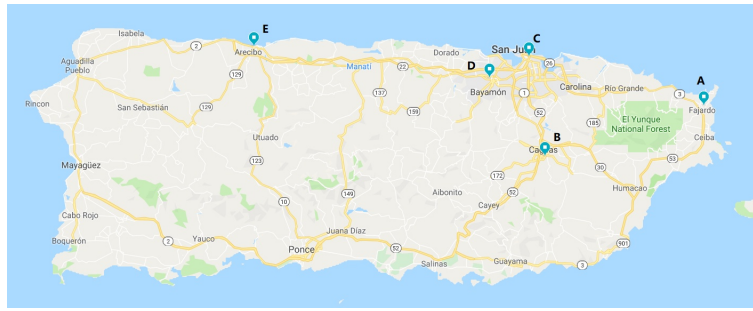 E
Isabela
2
C
San Juan
Arecibo
Dorado
Aguadilla
Pueblo
D
26
129
Manatí
22
A
Carolina
Río Grande
3
137
Bayamón
1
Rincon
San Sebastián
129
159
52
185
El Yunque
National Forest
Fajardo
Utuado
B
Ceiba
Caguas
53
Mayagüez
123
172
30
149
Aibonito
52
Humacao
10
Cayey
Cabo Rojo
Juana Díaz
Boquerón
2
Yauco
Ponce
52
901
Salinas
Guayama
3